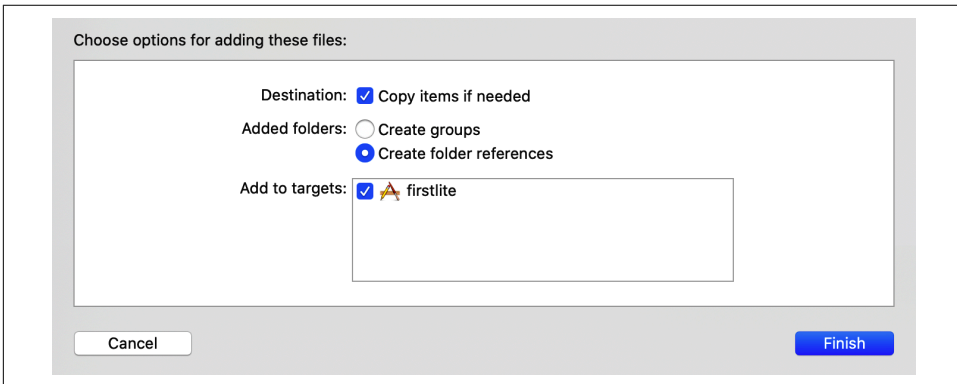 Choose options for adding these files:
Destination: Copy items if needed
Added folders: Create groups
Create folder references
Add to targets: firstlite
Cancel Finish